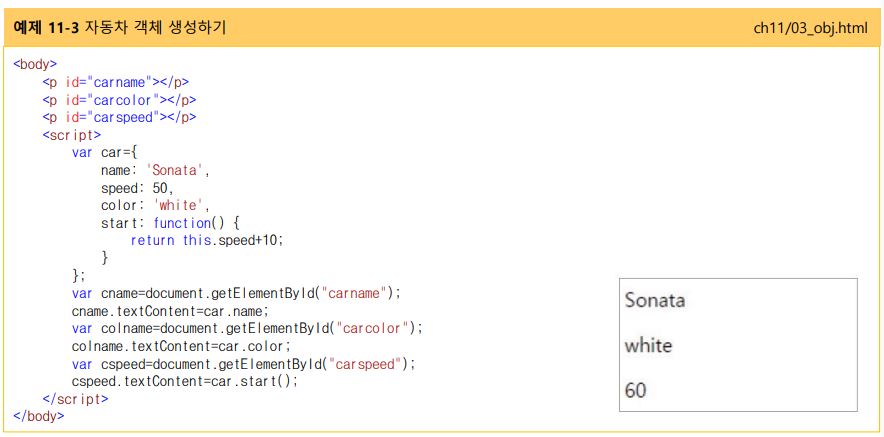 예제 11-3 자동차 객체 생성하기
ch11/03_obj.html
<body>
    <p id="carname"></p>
    <p id="carcolor"></p>
    <p id="carspeed"></p>
    <script>
        var car={
            name: 'Sonata',
            speed: 50,
            color: 'white',
            start: function() {
                return this.speed+10;
            }
        };
        var cname=document.getElementById("carname");
        cname.textContent=car.name;
        var colname=document.getElementById("carcolor");
        colname.textContent=car.color;
        var cspeed=document.getElementById("carspeed");
        cspeed.textContent=car.start();
    </script>
</body>
Sonata
white
60